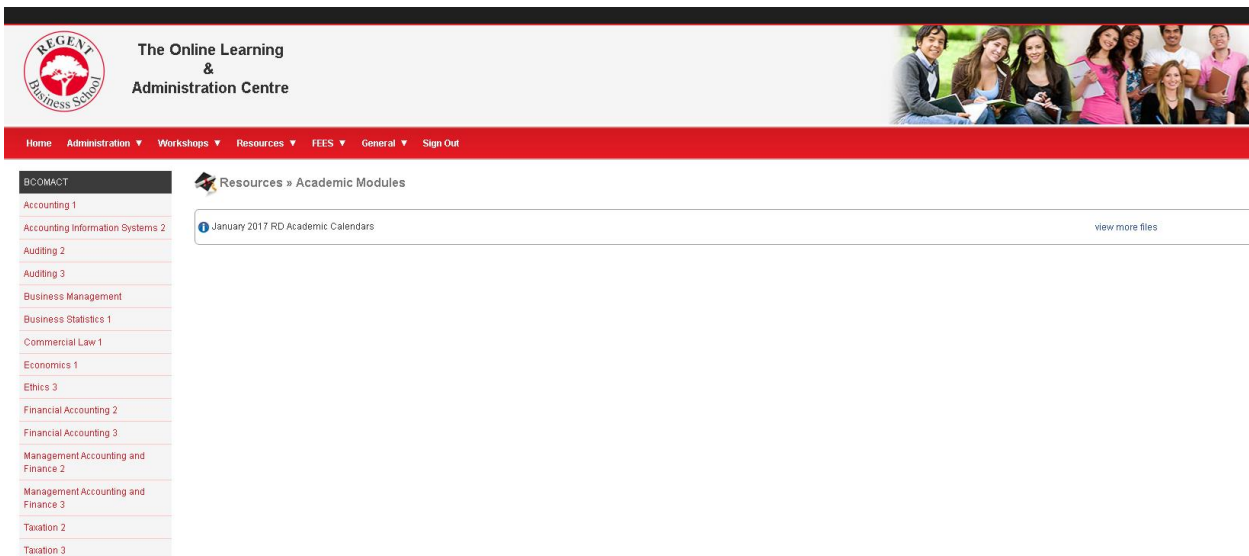 REGENT
Business School
The Online Learning
&
Administration Centre
Home Administration ▼ Workshops ▼ Resources ▼ FEES ▼ General ▼ Sign Out
BCOMACT
Accounting 1
Accounting Information Systems 2
Auditing 2
Auditing 3
Business Management
Business Statistics 1
Commercial Law 1
Economics 1
Ethics 3
Financial Accounting 2
Financial Accounting 3
Management Accounting and
Finance 2
Management Accounting and
Finance 3
Taxation 2
Taxation 3
Resources » Academic Modules
January 2017 RD Academic Calendars view more files